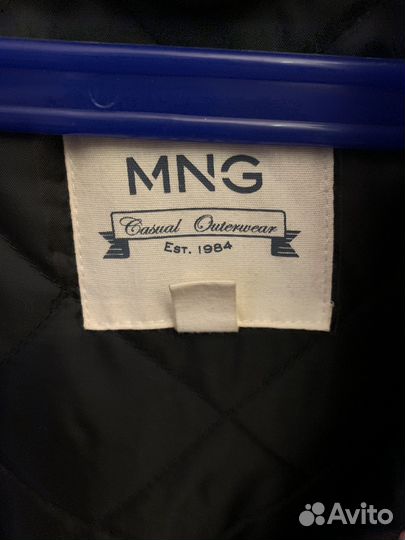 MNG
Casual Outerwear
EST. 1984
Avito